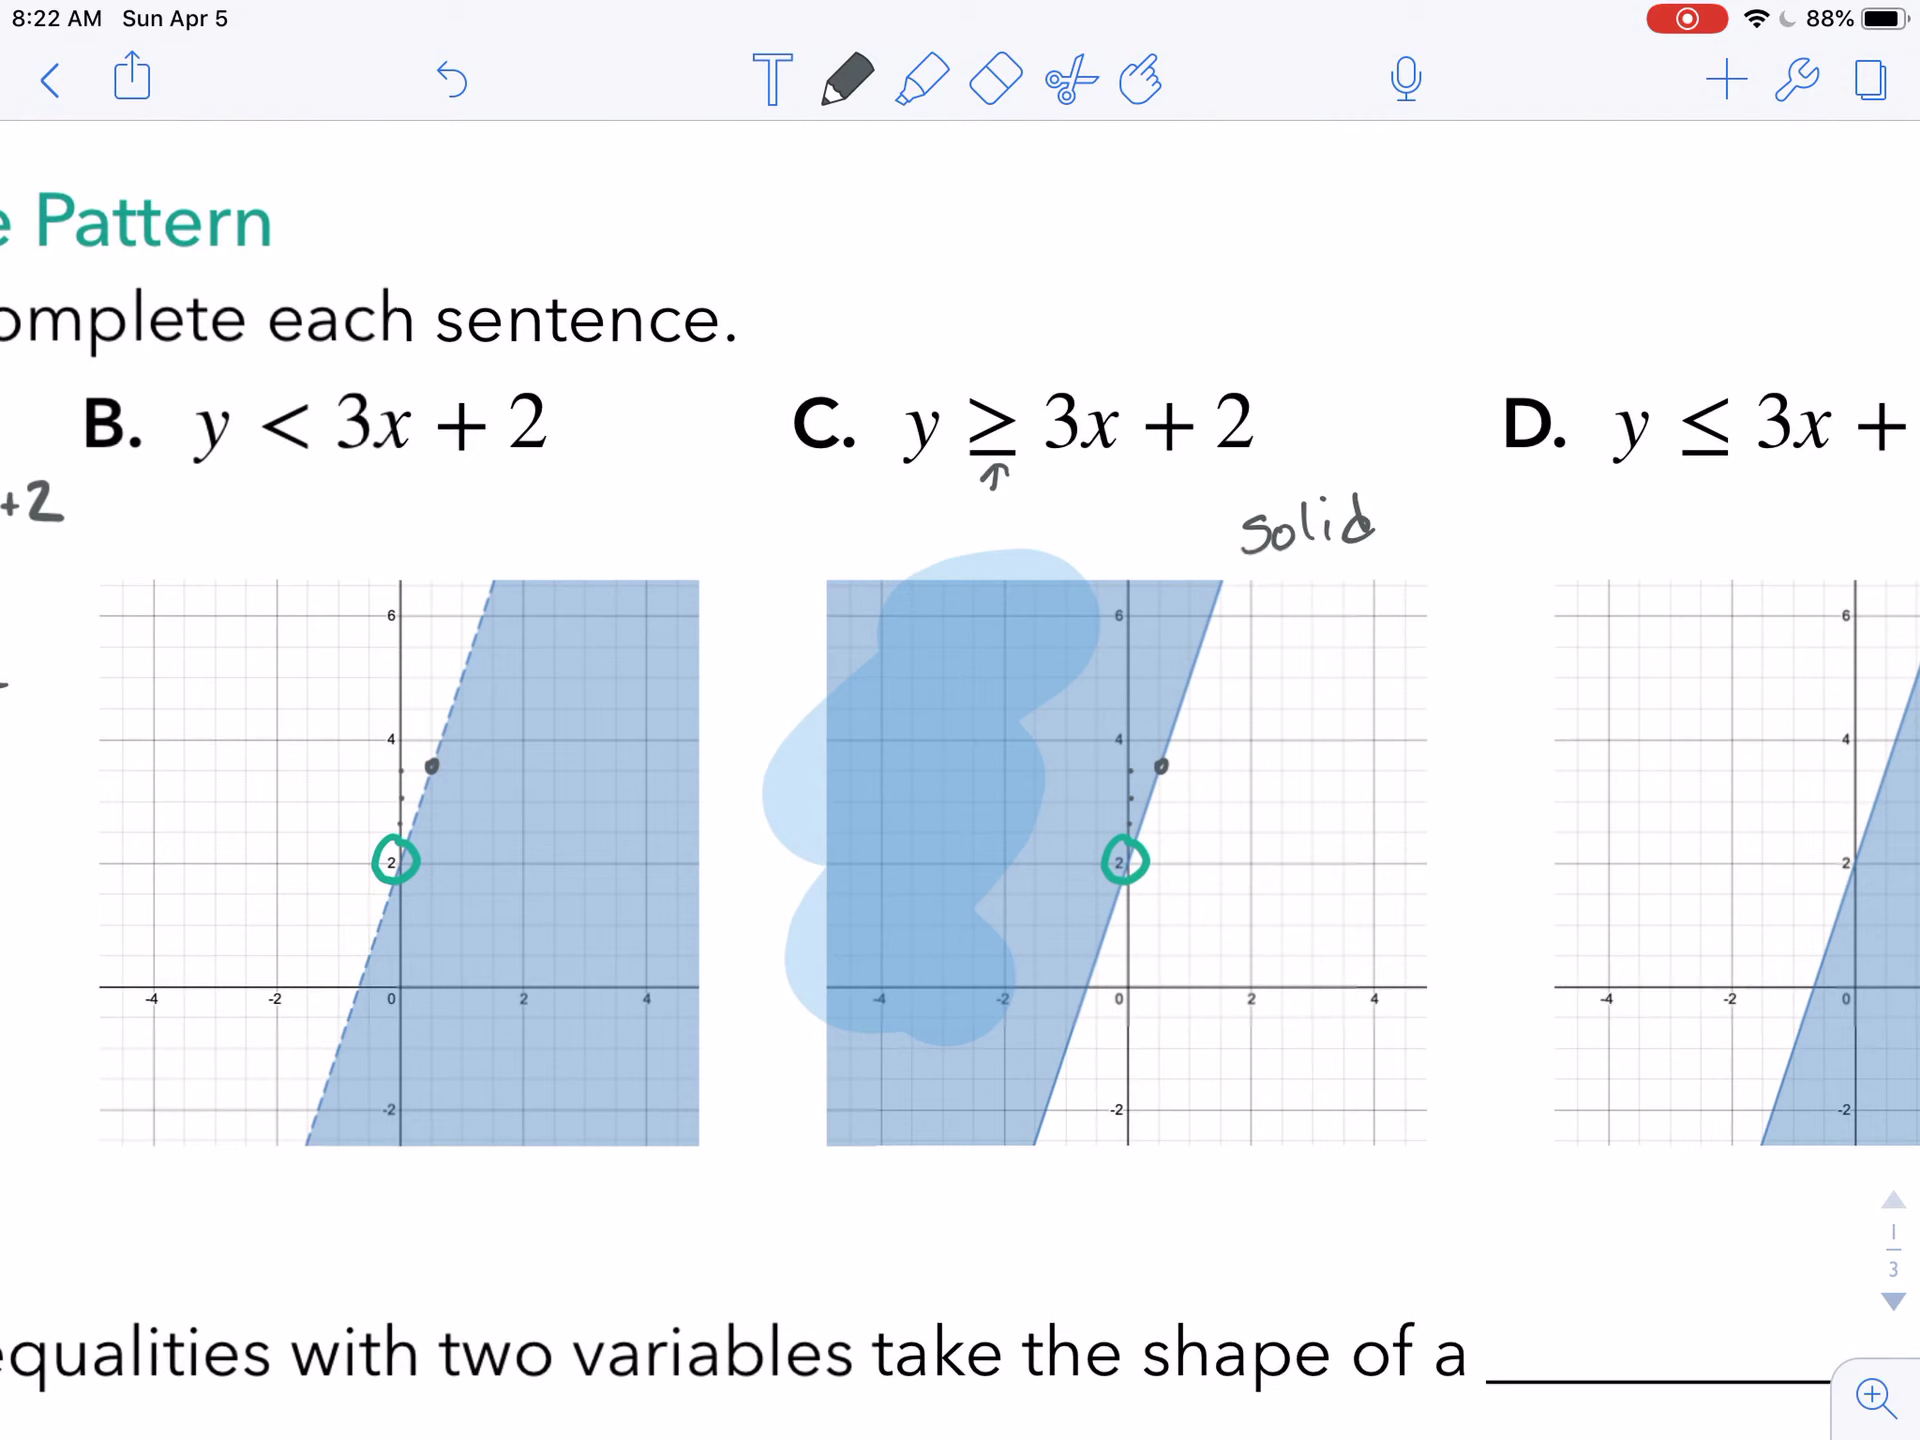 8:22 AM Sun Apr 5
88%
T
e Pattern
omplete each sentence.
B. y < 3x + 2
C. y ≥ 3x + 2
D. y ≤ 3x +
+2
↑
solid
6
4
2
-4 -2 0 2 4
-2
6
4
2
-4 -2 0 2 4
-2
6
4
2
-4 -2 0
-2
1
3
equalities with two variables take the shape of a ________